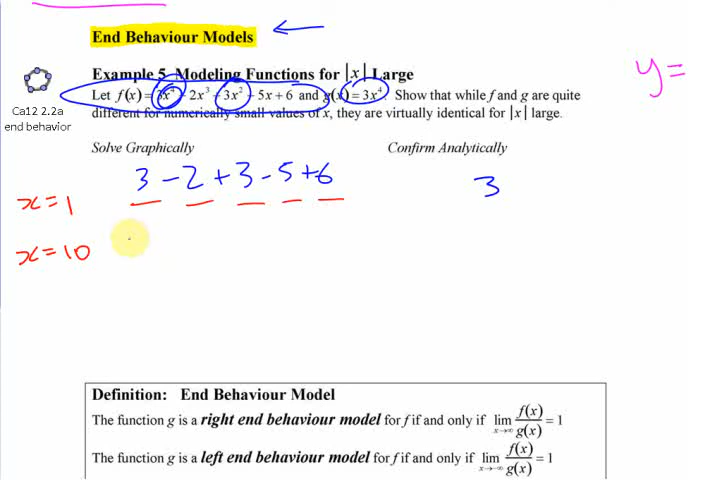 End Behaviour Models
Example 5 Modeling Functions for |x| Large
Let f(x) = 3x⁴ - 2x³ + 3x² - 5x + 6 and g(x) = 3x⁴. Show that while f and g are quite
different for numerically small values of x, they are virtually identical for |x| large.
y=
Ca12 2.2a
end behavior
Solve Graphically Confirm Analytically
3 - 2 + 3 - 5 + 6 3
x=1
x=10
Definition: End Behaviour Model
The function g is a right end behaviour model for f if and only if lim x→∞ f(x)/g(x) = 1
The function g is a left end behaviour model for f if and only if lim x→-∞ f(x)/g(x) = 1